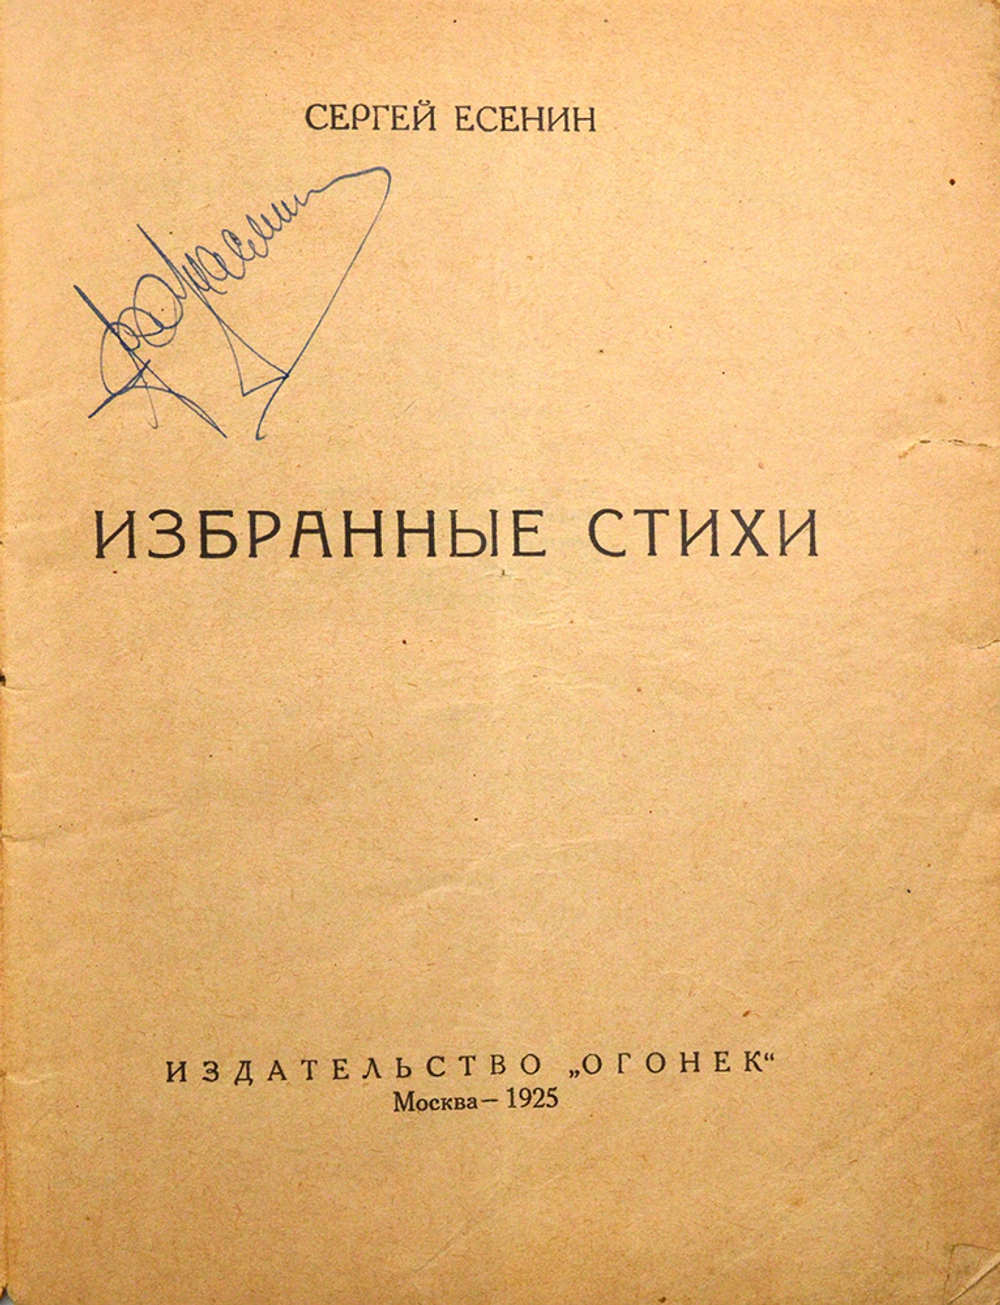 СЕРГЕЙ ЕСЕНИН
ИЗБРАННЫЕ СТИХИ
ИЗДАТЕЛЬСТВО „ОГОНЕК“
Москва — 1925